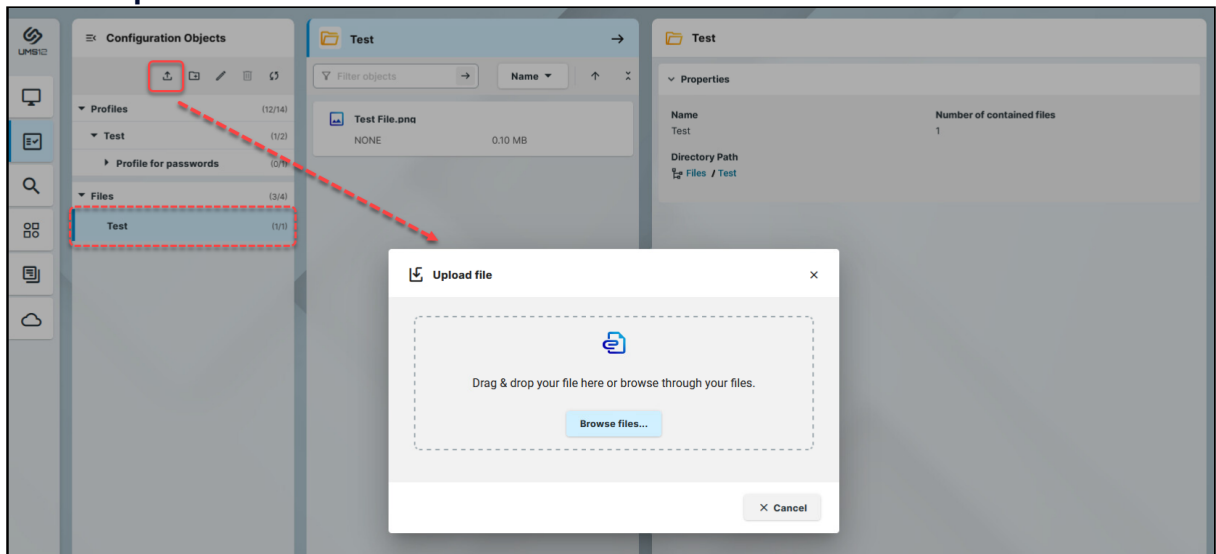 UMS12
Configuration Objects
Profiles (12/14)
Test (1/2)
Profile for passwords (0/1)
Files (3/4)
Test (1/1)
Test
Filter objects
Name
Test File.png
NONE 0.10 MB
Test
Properties
Name Number of contained files
Test 1
Directory Path
Files / Test
Upload file
Drag & drop your file here or browse through your files.
Browse files...
Cancel